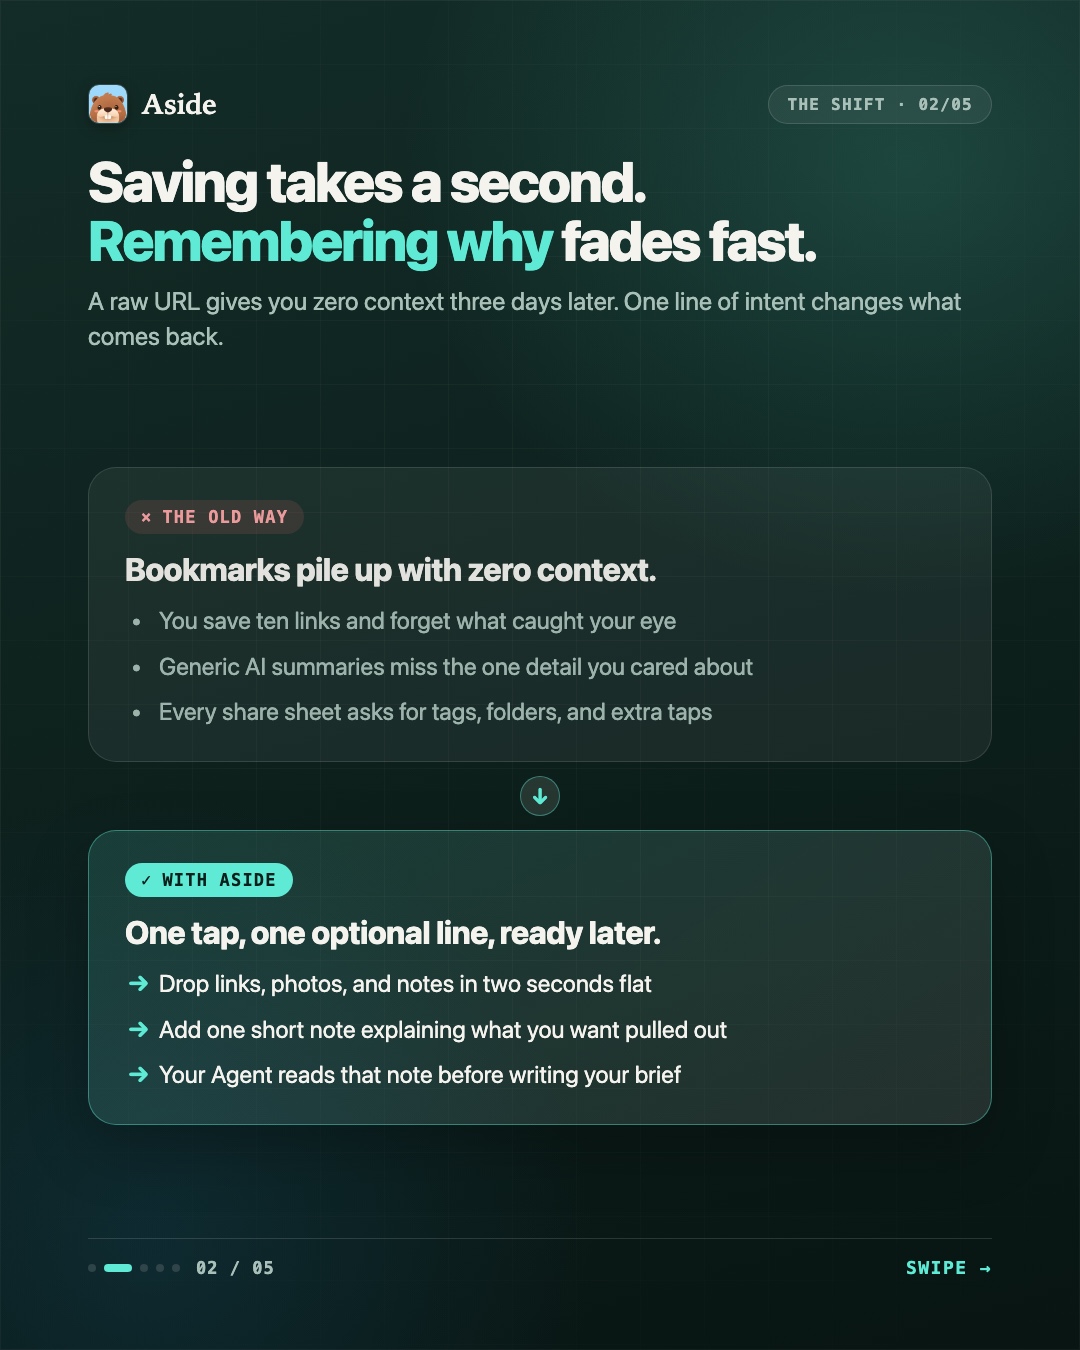 Aside
THE SHIFT · 02/05
Saving takes a second.
Remembering why fades fast.
A raw URL gives you zero context three days later. One line of intent changes what
comes back.
× THE OLD WAY
Bookmarks pile up with zero context.
• You save ten links and forget what caught your eye
• Generic AI summaries miss the one detail you cared about
• Every share sheet asks for tags, folders, and extra taps
✓ WITH ASIDE
One tap, one optional line, ready later.
→ Drop links, photos, and notes in two seconds flat
→ Add one short note explaining what you want pulled out
→ Your Agent reads that note before writing your brief
02 / 05
SWIPE →